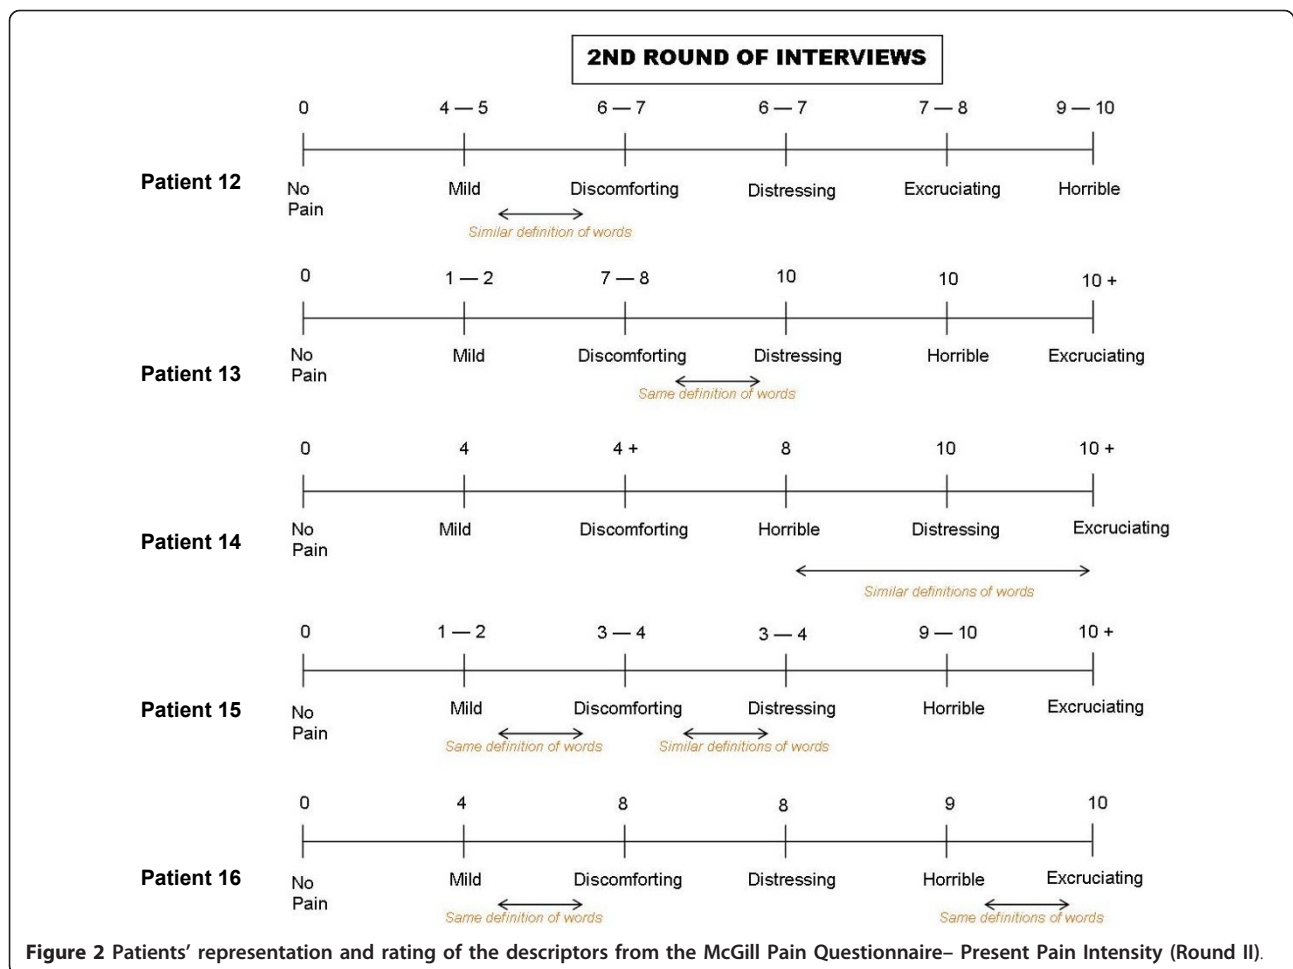 2ND ROUND OF INTERVIEWS
0 4 — 5 6 — 7 6 — 7 7 — 8 9 — 10
Patient 12
No Pain Mild Discomforting Distressing Excruciating Horrible
Similar definition of words
0 1 — 2 7 — 8 10 10 10 +
Patient 13
No Pain Mild Discomforting Distressing Horrible Excruciating
Same definition of words
0 4 4 + 8 10 10 +
Patient 14
No Pain Mild Discomforting Horrible Distressing Excruciating
Similar definitions of words
0 1 — 2 3 — 4 3 — 4 9 — 10 10 +
Patient 15
No Pain Mild Discomforting Distressing Horrible Excruciating
Same definition of words Similar definitions of words
0 4 8 8 9 10
Patient 16
No Pain Mild Discomforting Distressing Horrible Excruciating
Same definition of words Same definitions of words
Figure 2 Patients' representation and rating of the descriptors from the McGill Pain Questionnaire– Present Pain Intensity (Round II).